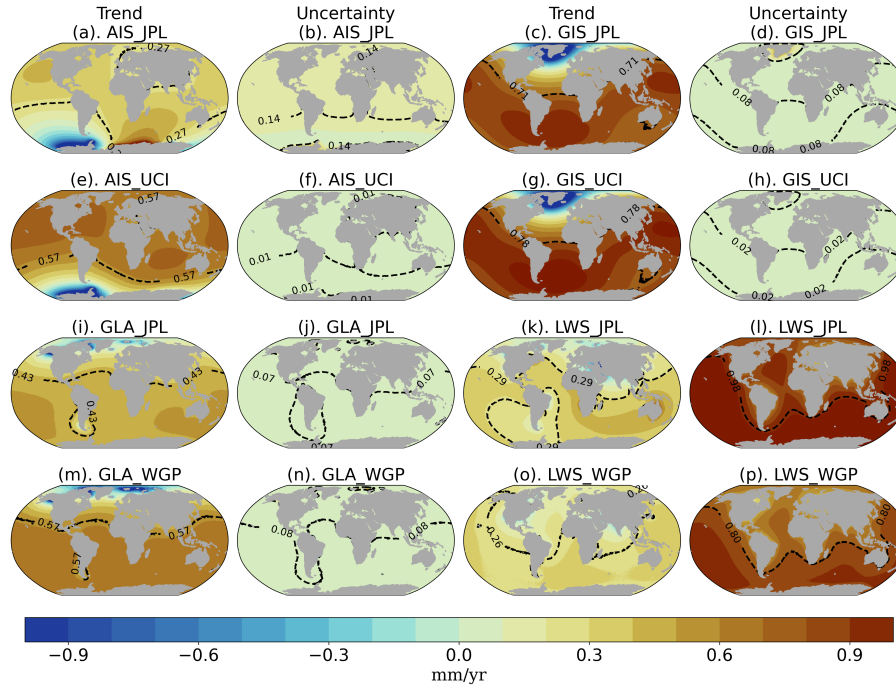 Trend Uncertainty Trend Uncertainty
(a). AIS_JPL (b). AIS_JPL (c). GIS_JPL (d). GIS_JPL
0.27 0.14 0.71 0.71 0.08 0.08
0.27 0.14 0.14 0.08
(e). AIS_UCI (f). AIS_UCI (g). GIS_UCI (h). GIS_UCI
0.57 0.01 0.78 0.78 0.02
0.57 0.57 0.01 0.01 0.01 0.02 0.02 0.02
(i). GLA_JPL (j). GLA_JPL (k). LWS_JPL (l). LWS_JPL
0.43 0.43 0.07 0.07 0.29 0.29 0.98 0.98
0.43 0.07 0.29
(m). GLA_WGP (n). GLA_WGP (o). LWS_WGP (p). LWS_WGP
0.57 0.57 0.08 0.08 0.26 0.80 0.80
0.57 0.26
−0.9 −0.6 −0.3 0.0 0.3 0.6 0.9
mm/yr